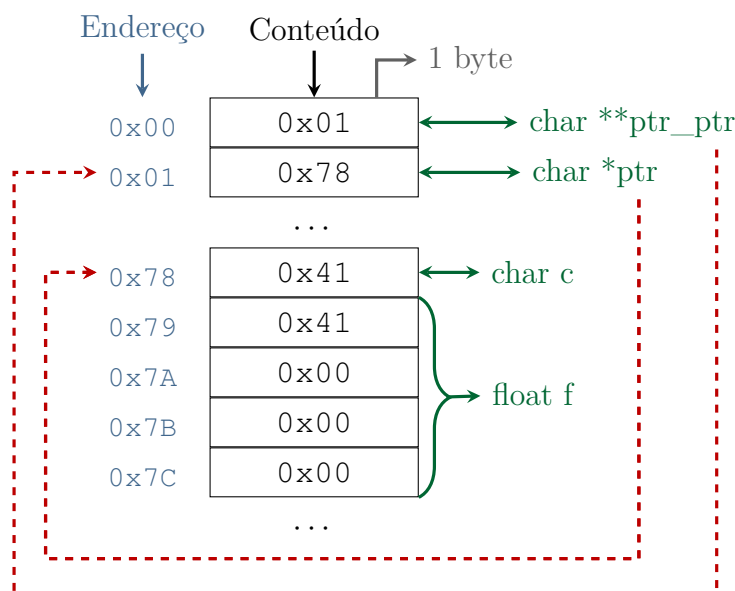 Endereço Conteúdo
1 byte
0x00 0x01 char **ptr_ptr
0x01 0x78 char *ptr
...
0x78 0x41 char c
0x79 0x41
0x7A 0x00
float f
0x7B 0x00
0x7C 0x00
...